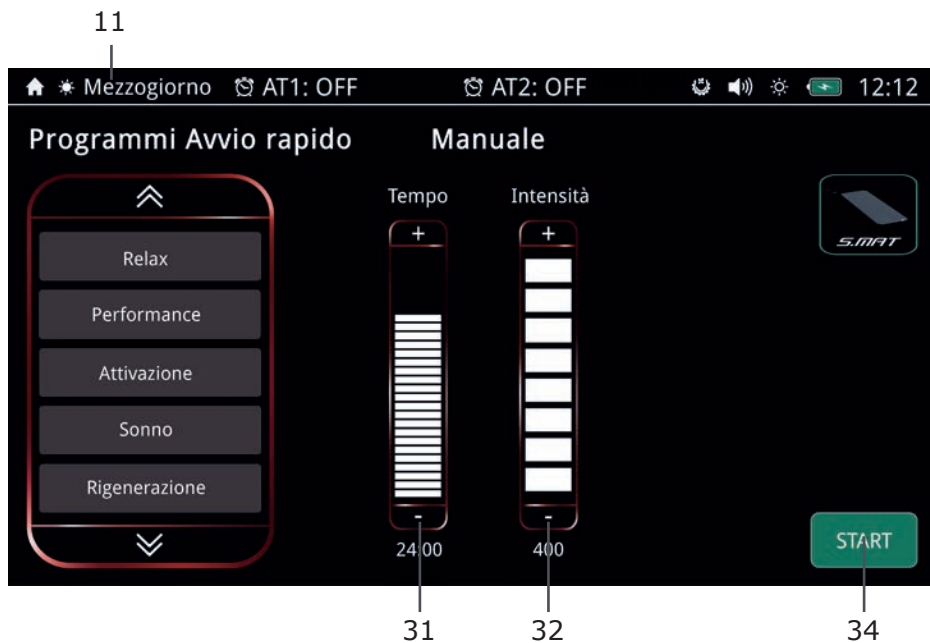 11
Mezzogiorno AT1: OFF AT2: OFF 12:12
Programmi Avvio rapido Manuale
Tempo Intensità
+ +
S.MAT
Relax
Performance
Attivazione
Sonno
Rigenerazione
- -
24:00 400
START
31 32 34